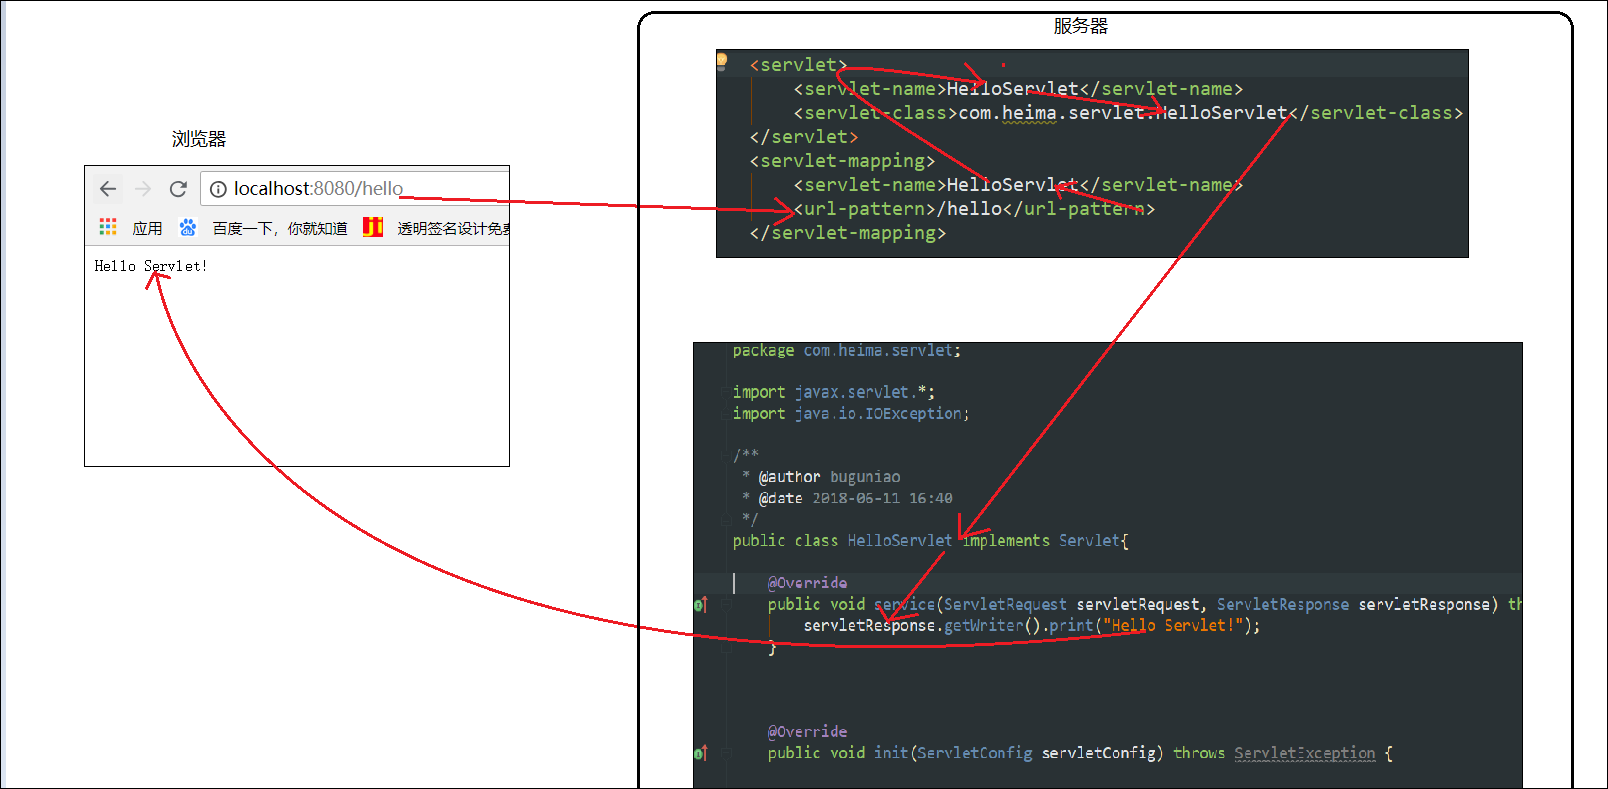 服务器
<servlet>
<servlet-name>HelloServlet</servlet-name>
<servlet-class>com.heima.servlet.HelloServlet</servlet-class>
</servlet>
<servlet-mapping>
<servlet-name>HelloServlet</servlet-name>
<url-pattern>/hello</url-pattern>
</servlet-mapping>
浏览器
localhost:8080/hello
应用 百度一下，你就知道 透明签名设计免费
Hello Servlet!
package com.heima.servlet;
import javax.servlet.*;
import java.io.IOException;
/**
* @author buguniao
* @date 2018-06-11 16:40
*/
public class HelloServlet implements Servlet{
@Override
public void service(ServletRequest servletRequest, ServletResponse servletResponse) th
servletResponse.getWriter().print("Hello Servlet!");
}
@Override
public void init(ServletConfig servletConfig) throws ServletException {